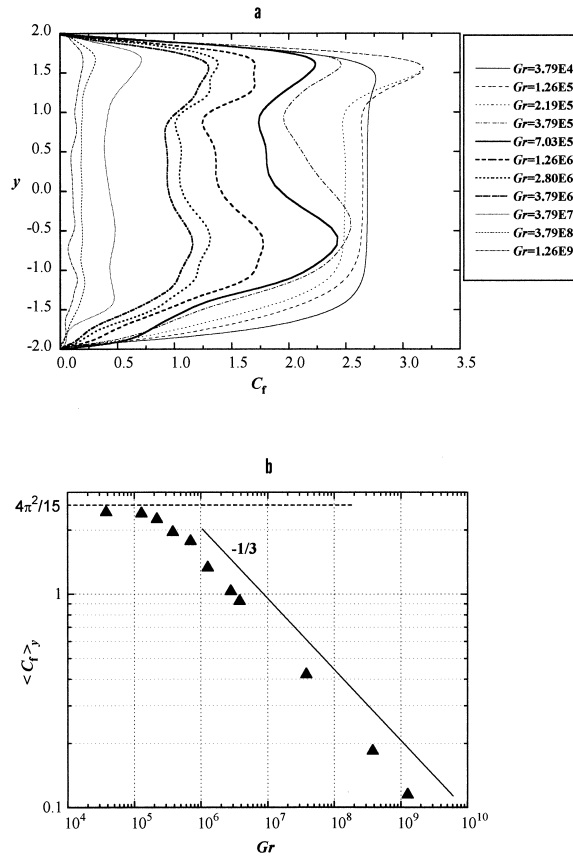 a
2.0
1.5
1.0
0.5
y
0.0
-0.5
-1.0
-1.5
-2.0
0.0 0.5 1.0 1.5 2.0 2.5 3.0 3.5
Cf
Gr=3.79E4
Gr=1.26E5
Gr=2.19E5
Gr=3.79E5
Gr=7.03E5
Gr=1.26E6
Gr=2.80E6
Gr=3.79E6
Gr=3.79E7
Gr=3.79E8
Gr=1.26E9
b
4π²/15
-1/3
1
<Cf>y
0.1
10⁴ 10⁵ 10⁶ 10⁷ 10⁸ 10⁹ 10¹⁰
Gr